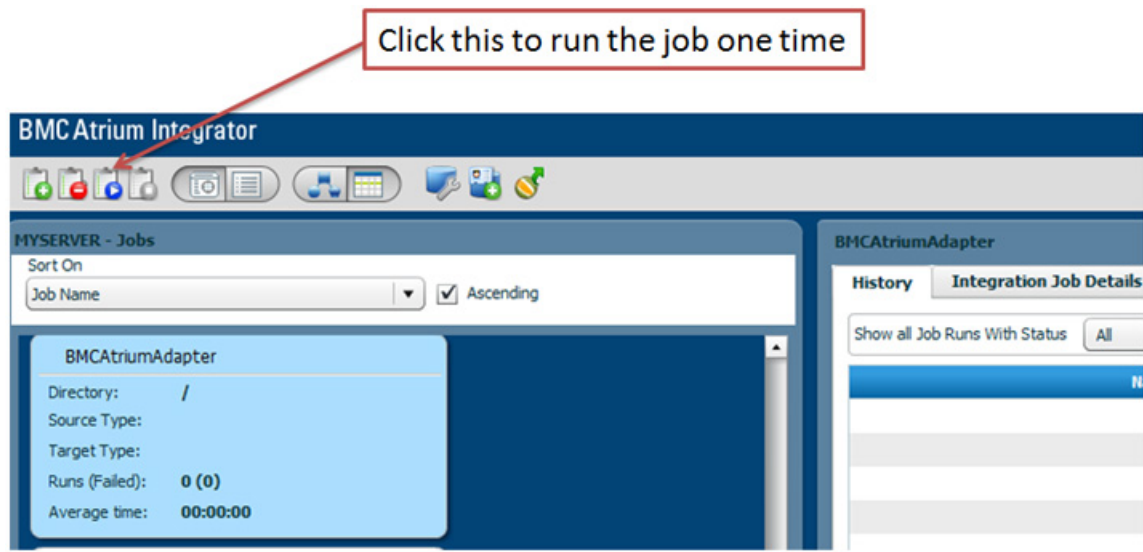 Click this to run the job one time
BMC Atrium Integrator
MYSERVER - Jobs
Sort On
Job Name
Ascending
BMCAtriumAdapter
Directory: /
Source Type:
Target Type:
Runs (Failed): 0 (0)
Average time: 00:00:00
BMCAtriumAdapter
History Integration Job Details
Show all Job Runs With Status All